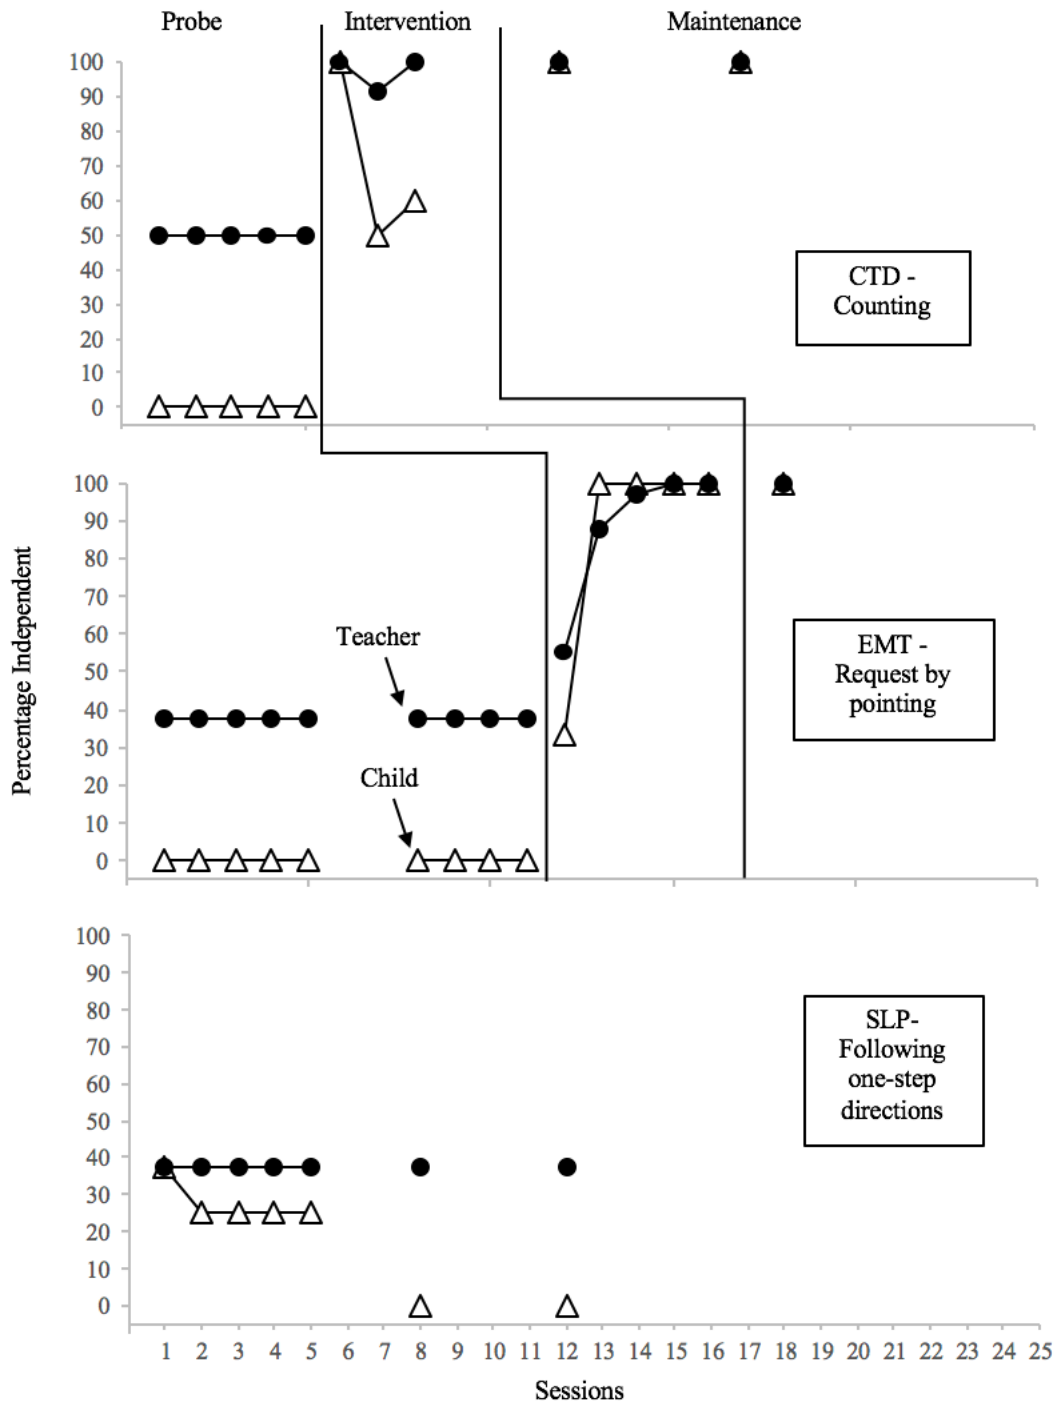 Probe Intervention Maintenance
100
90
80
70
60
50
40
30
20
10
0
CTD -
Counting
100
90
80
70
60
50
40
30
20
10
0
Teacher
Child
EMT -
Request by
pointing
Percentage Independent
100
90
80
70
60
50
40
30
20
10
0
SLP-
Following
one-step
directions
1 2 3 4 5 6 7 8 9 10 11 12 13 14 15 16 17 18 19 20 21 22 23 24 25
Sessions